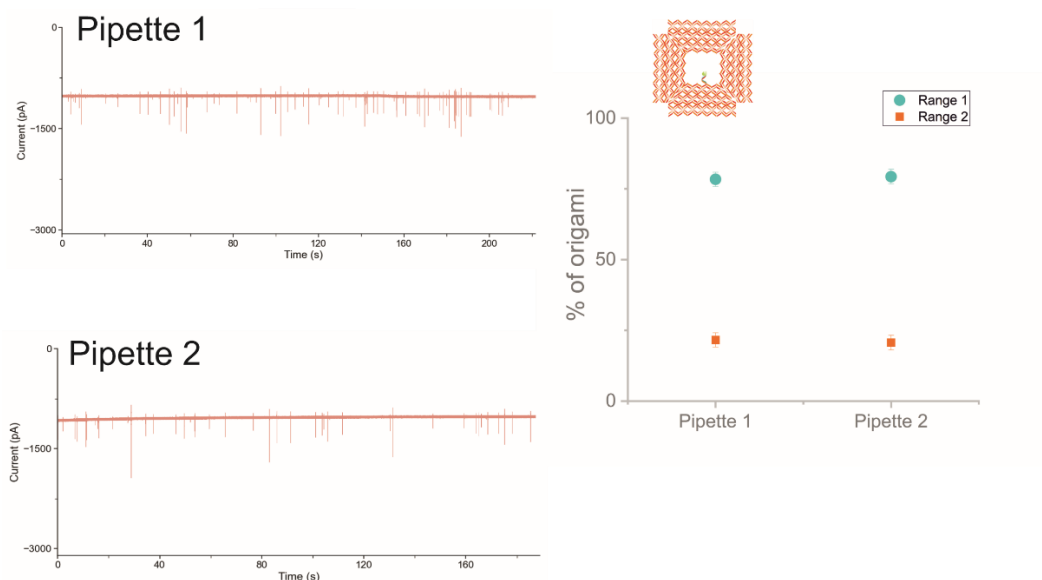 Pipette 1
0
−1500
−3000
Current (pA)
0 40 80 120 160 200
Time (s)
Pipette 2
0
−1500
−3000
Current (pA)
0 40 80 120 160
Time (s)
Range 1
Range 2
100
50
0
% of origami
Pipette 1 Pipette 2